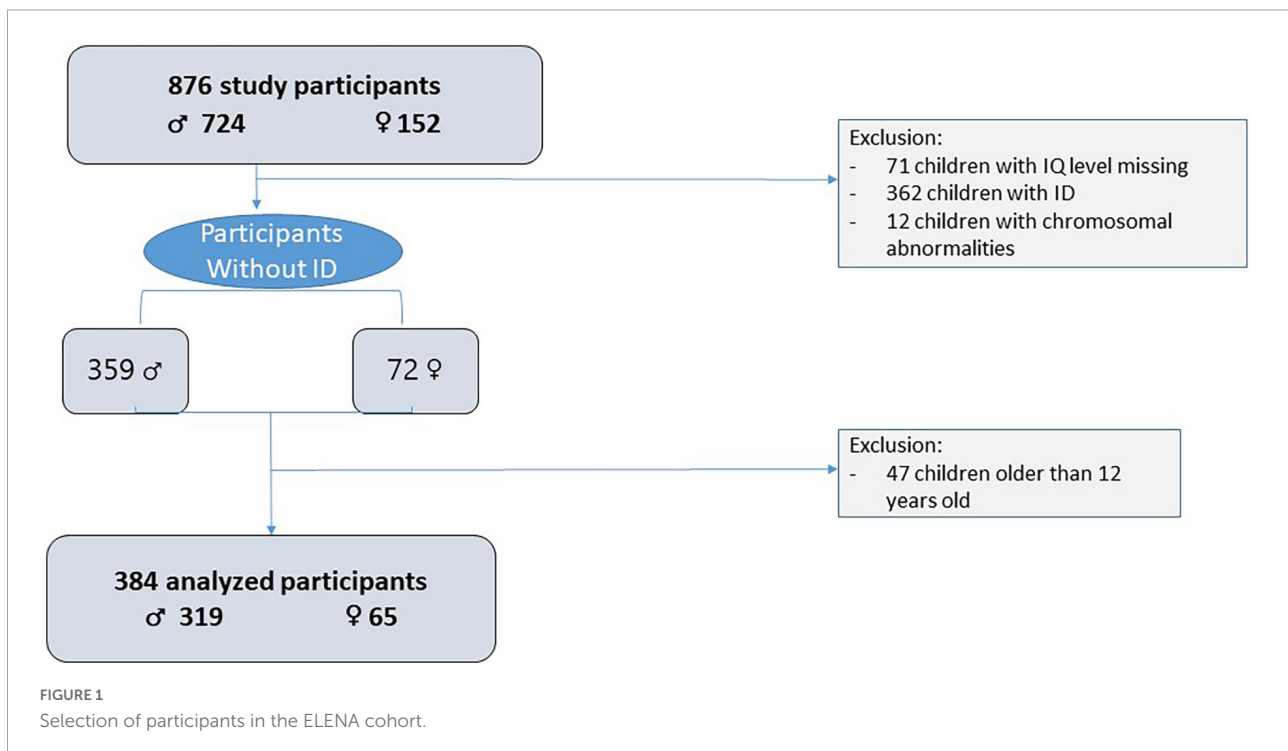 876 study participants
♂ 724 ♀ 152
Exclusion:
- 71 children with IQ level missing
- 362 children with ID
- 12 children with chromosomal
abnormalities
Participants
Without ID
359 ♂ 72 ♀
Exclusion:
- 47 children older than 12
years old
384 analyzed participants
♂ 319 ♀ 65
FIGURE 1
Selection of participants in the ELENA cohort.